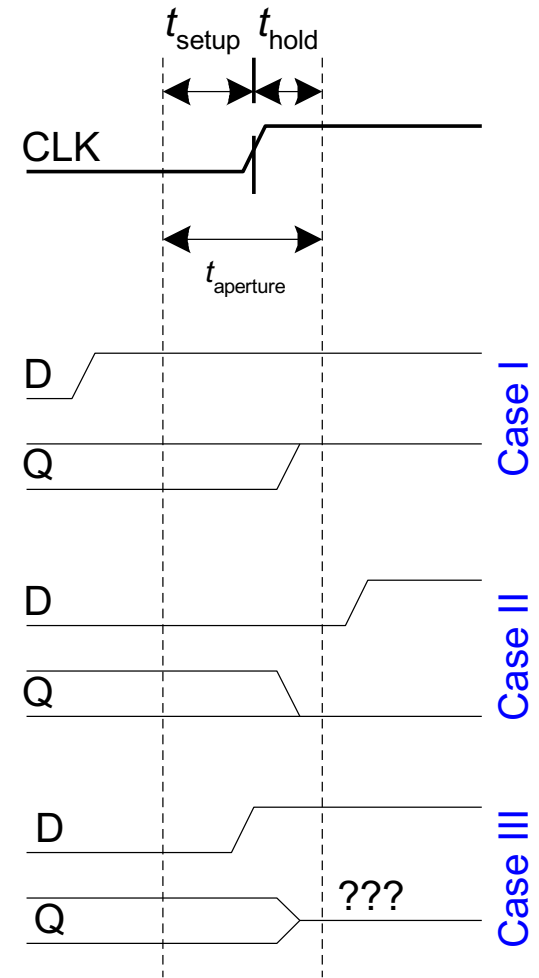 tsetup thold
CLK
taperture
D
Q
Case I
D
Q
Case II
D
Q
???
Case III